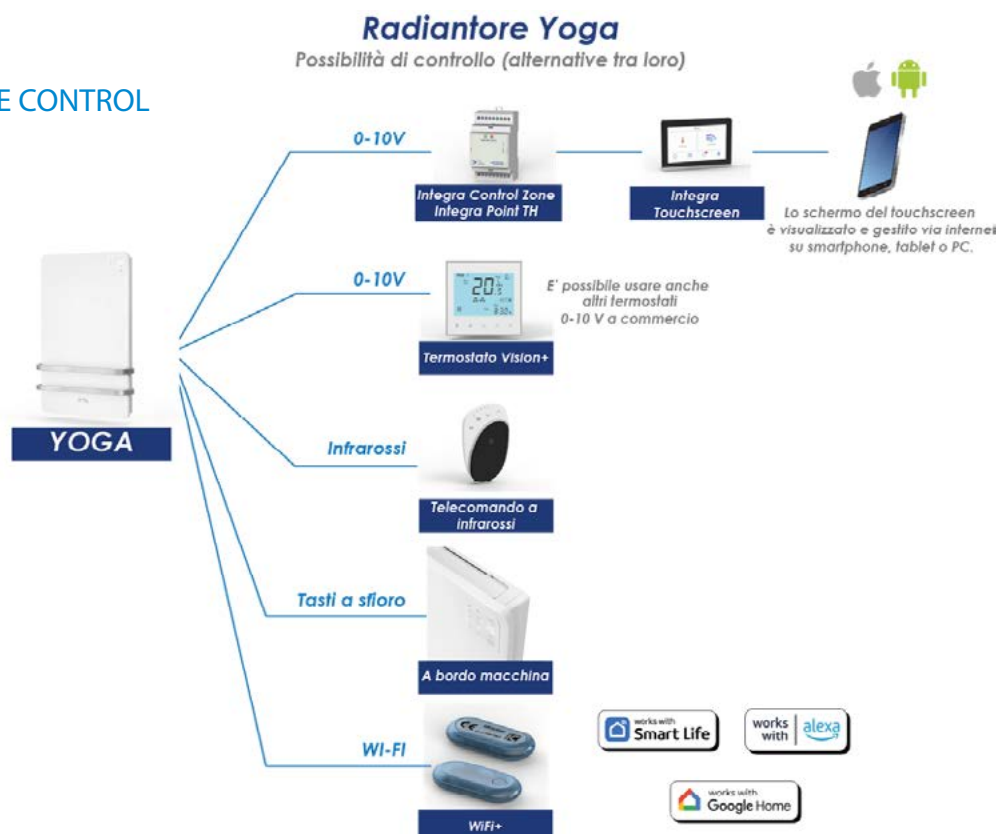 Radiantore Yoga
Possibilità di controllo (alternative tra loro)
E CONTROL
0-10V
Integra Control Zone
Integra Point TH
Integra
Touchscreen
Lo schermo del touchscreen
è visualizzato e gestito via internet
su smartphone, tablet o PC.
0-10V
20
E' possibile usare anche
altri termostati
0-10 V a commercio
Termostato Vision+
YOGA
Infrarossi
Telecomando a
infrarossi
Tasti a sfioro
A bordo macchina
WI-FI
WiFi+
works with
Smart Life
works
with
alexa
works with
Google Home